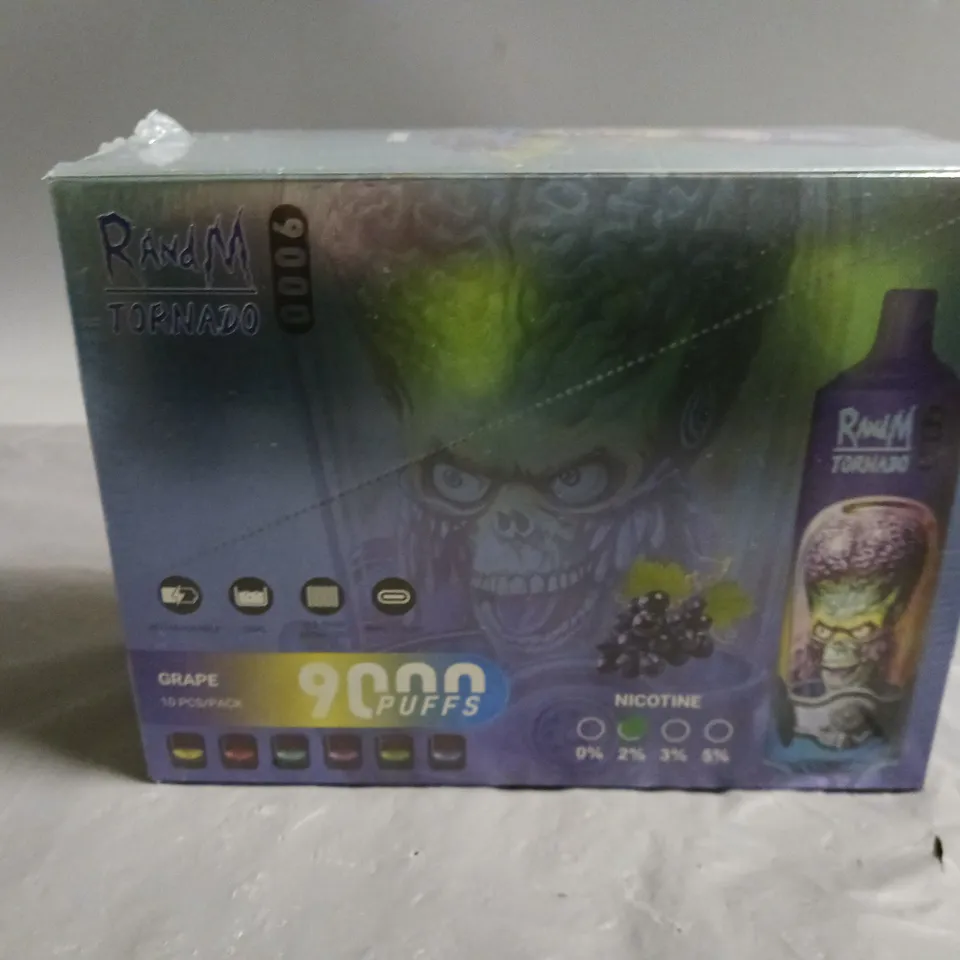 RANDM
TORNADO
9000
RANDM
TORNADO
GRAPE
10 PCS/PACK
9000
PUFFS
NICOTINE
0% 2% 3% 5%